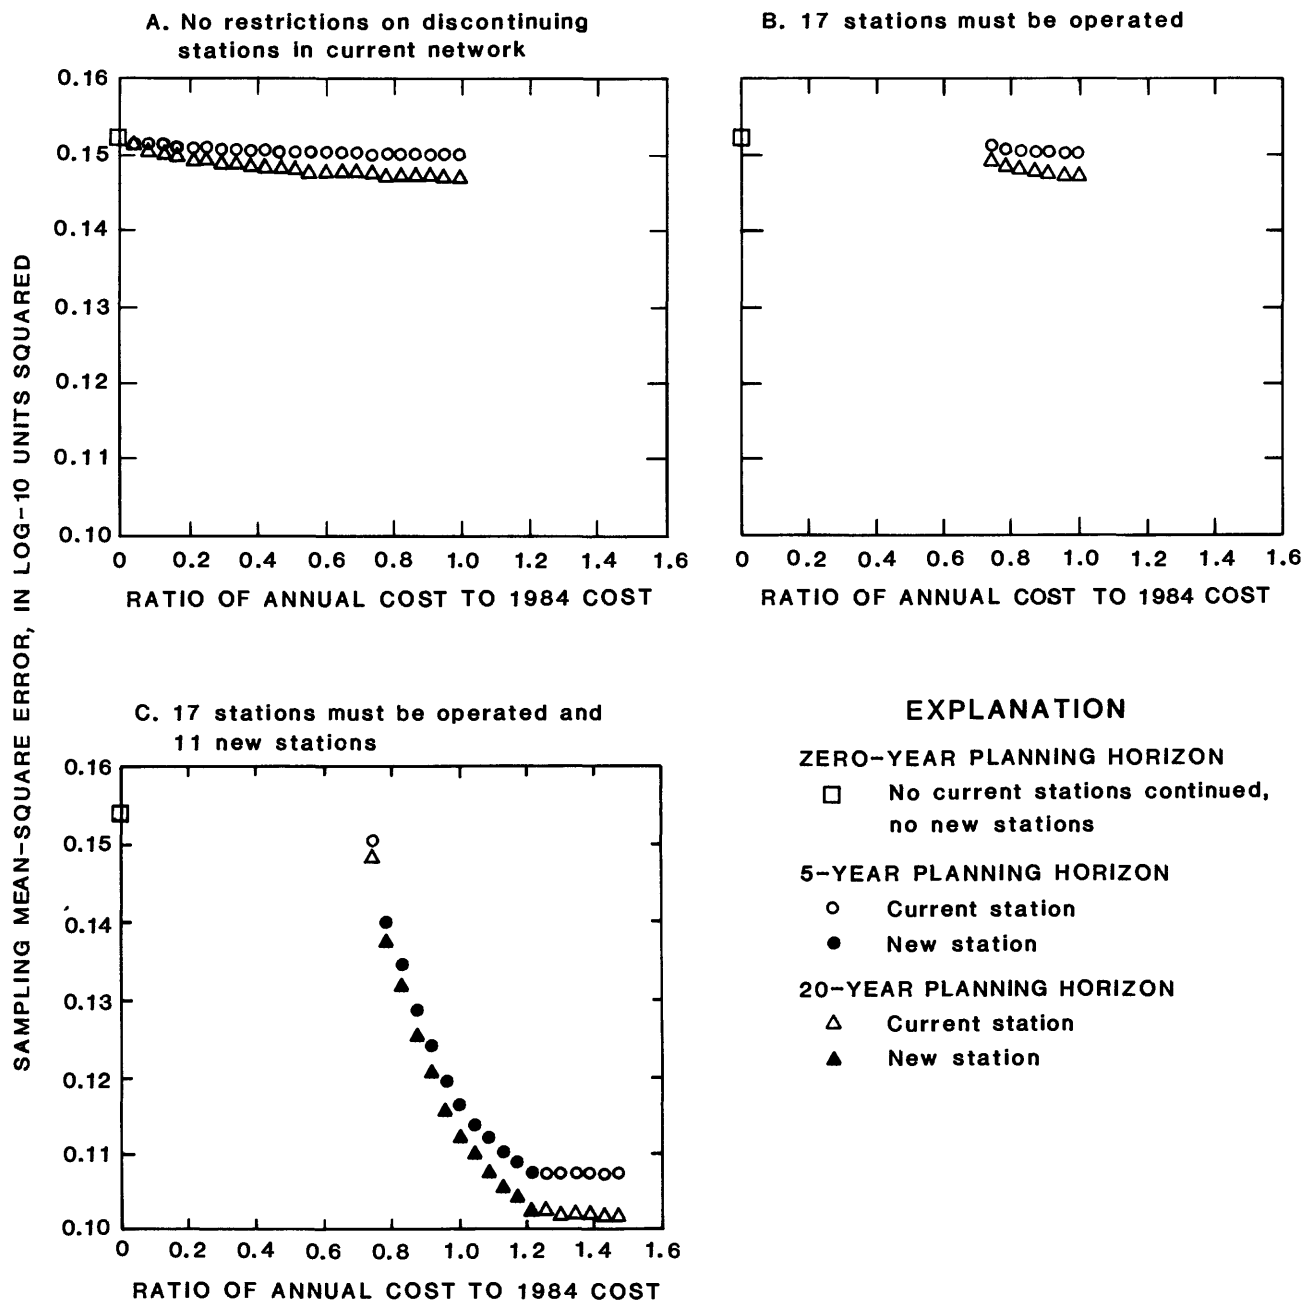 A. No restrictions on discontinuing
stations in current network
B. 17 stations must be operated
SAMPLING MEAN-SQUARE ERROR, IN LOG-10 UNITS SQUARED
0.16
0.15
0.14
0.13
0.12
0.11
0.10
0 0.2 0.4 0.6 0.8 1.0 1.2 1.4 1.6
RATIO OF ANNUAL COST TO 1984 COST
0 0.2 0.4 0.6 0.8 1.0 1.2 1.4 1.6
RATIO OF ANNUAL COST TO 1984 COST
C. 17 stations must be operated and
11 new stations
0.16
0.15
0.14
0.13
0.12
0.11
0.10
0 0.2 0.4 0.6 0.8 1.0 1.2 1.4 1.6
RATIO OF ANNUAL COST TO 1984 COST
EXPLANATION
ZERO-YEAR PLANNING HORIZON
No current stations continued,
no new stations
5-YEAR PLANNING HORIZON
Current station
New station
20-YEAR PLANNING HORIZON
Current station
New station